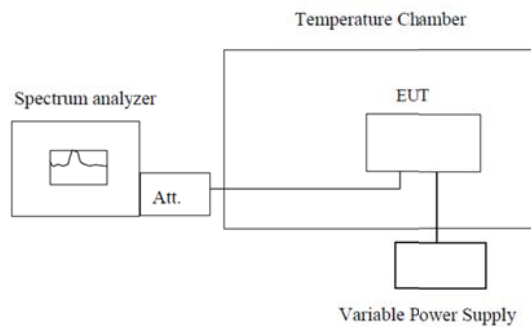 Temperature Chamber
Spectrum analyzer
EUT
Att.
Variable Power Supply